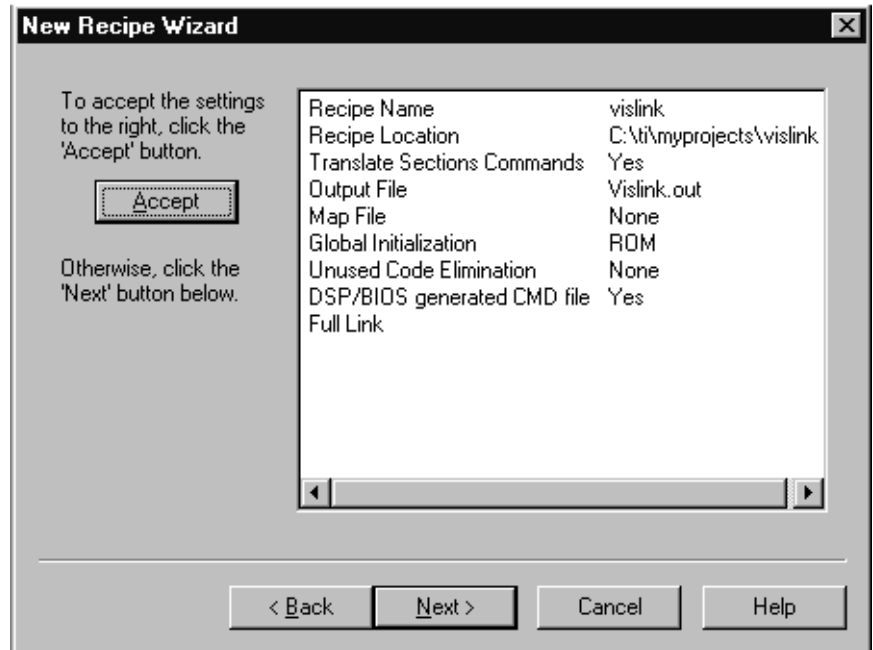 New Recipe Wizard
To accept the settings
to the right, click the
'Accept' button.
Accept
Otherwise, click the
'Next' button below.
Recipe Name vislink
Recipe Location C:\ti\myprojects\vislink
Translate Sections Commands Yes
Output File Vislink.out
Map File None
Global Initialization ROM
Unused Code Elimination None
DSP/BIOS generated CMD file Yes
Full Link
< Back Next > Cancel Help